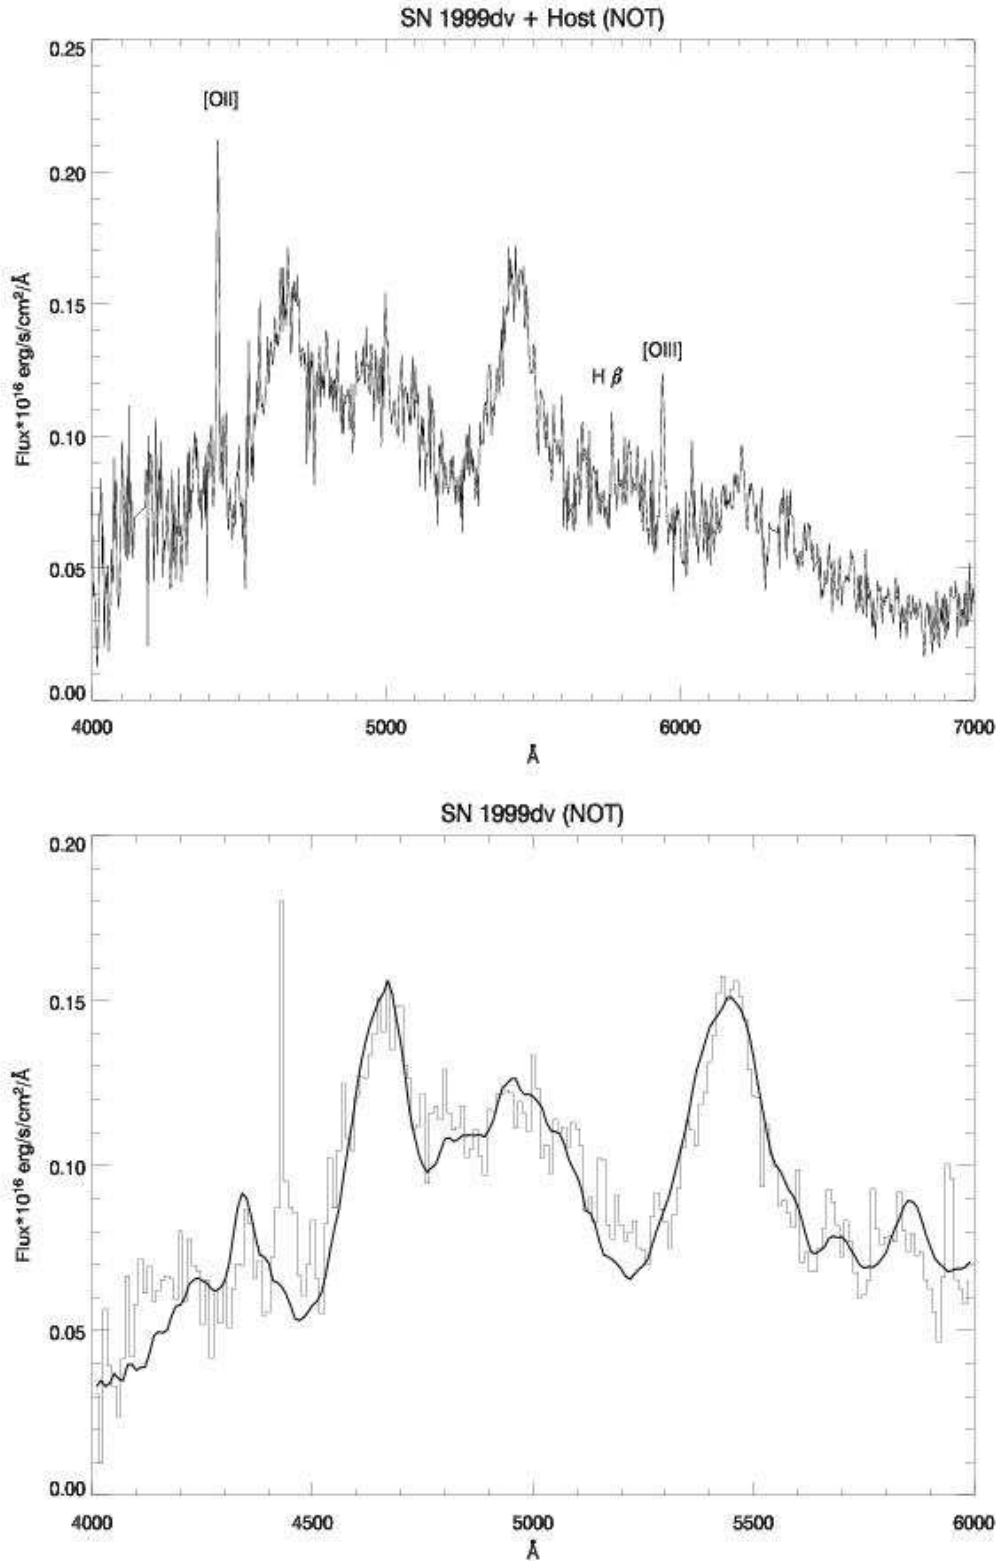 SN 1999dv + Host (NOT)
0.25
[OII]
0.20
Flux*10¹⁶ erg/s/cm²/Å
0.15
[OIII]
H β
0.10
0.05
0.00
4000 5000 6000 7000
Å
SN 1999dv (NOT)
0.20
0.15
Flux*10¹⁶ erg/s/cm²/Å
0.10
0.05
0.00
4000 4500 5000 5500 6000
Å